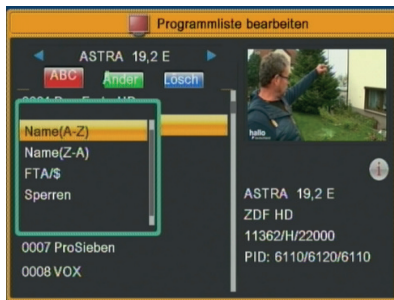 Programmliste bearbeiten
ASTRA 19,2 E
ABC Änder Lösch
Name(A-Z)
Name(Z-A)
FTA/$
Sperren
0007 ProSieben
0008 VOX
hallo
ASTRA 19,2 E
ZDF HD
11362/H/22000
PID: 6110/6120/6110